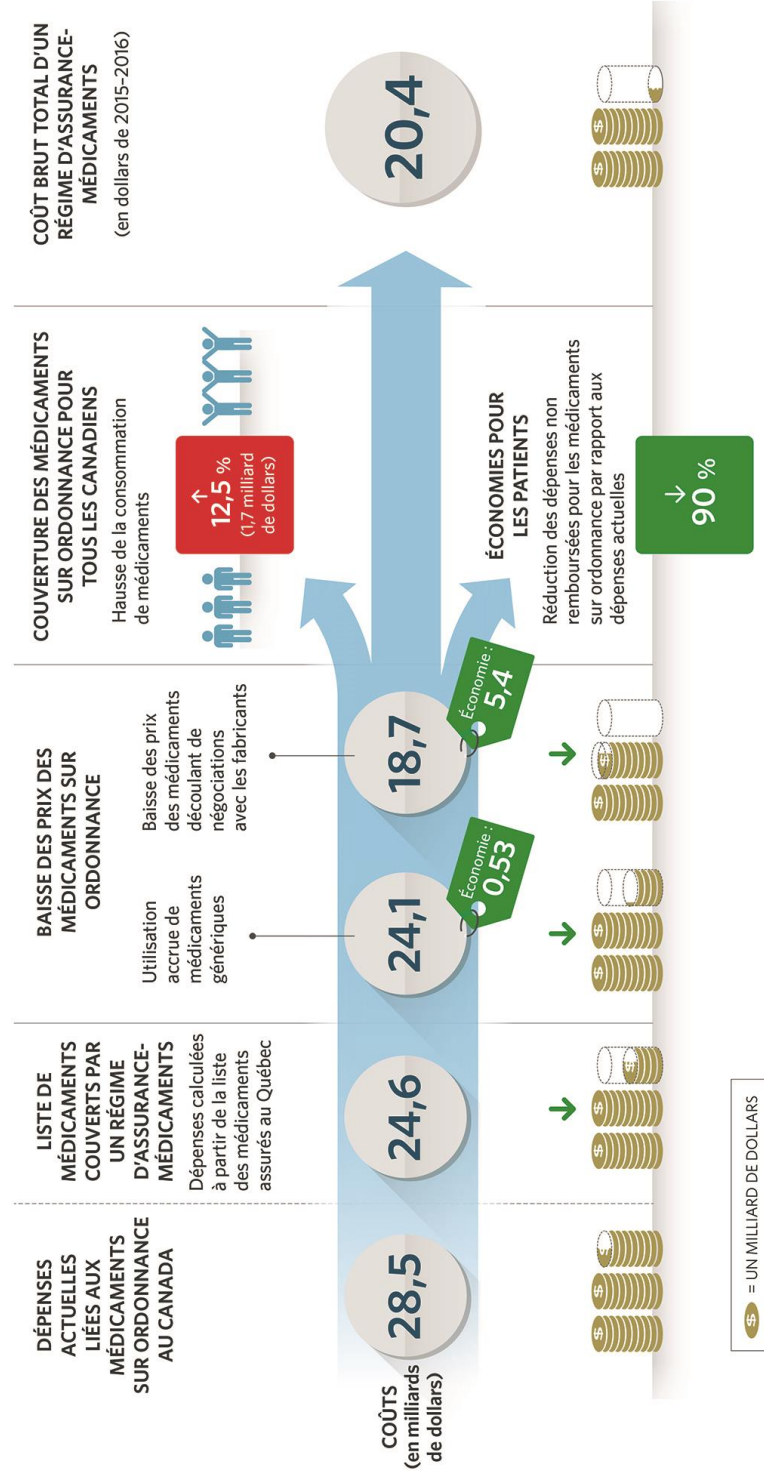 DÉPENSES
ACTUELLES
LIÉES AUX
MÉDICAMENTS
SUR ORDONNANCE
AU CANADA
LISTE DE
MÉDICAMENTS
COUVERTS PAR
UN RÉGIME
D'ASSURANCE-
MÉDICAMENTS
Dépenses calculées
à partir de la liste
des médicaments
assurés au Québec
BAISSE DES PRIX DES
MÉDICAMENTS SUR
ORDONNANCE
Utilisation
accrue de
médicaments
génériques
Baisse des prix
des médicaments
découlant de
négociations
avec les fabricants
COUVERTURE DES MÉDICAMENTS
SUR ORDONNANCE POUR
TOUS LES CANADIENS
Hausse de la consommation
de médicaments
↑
12,5 %
(1,7 milliard
de dollars)
COÛT BRUT TOTAL D'UN
RÉGIME D'ASSURANCE-
MÉDICAMENTS
(en dollars de 2015-2016)
COÛTS
(en milliards
de dollars)
28,5
24,6
24,1
Économie :
0,53
18,7
Économie :
5,4
20,4
ÉCONOMIES POUR
LES PATIENTS
Réduction des dépenses non
remboursées pour les médicaments
sur ordonnance par rapport aux
dépenses actuelles
↓
90 %
$ = UN MILLIARD DE DOLLARS